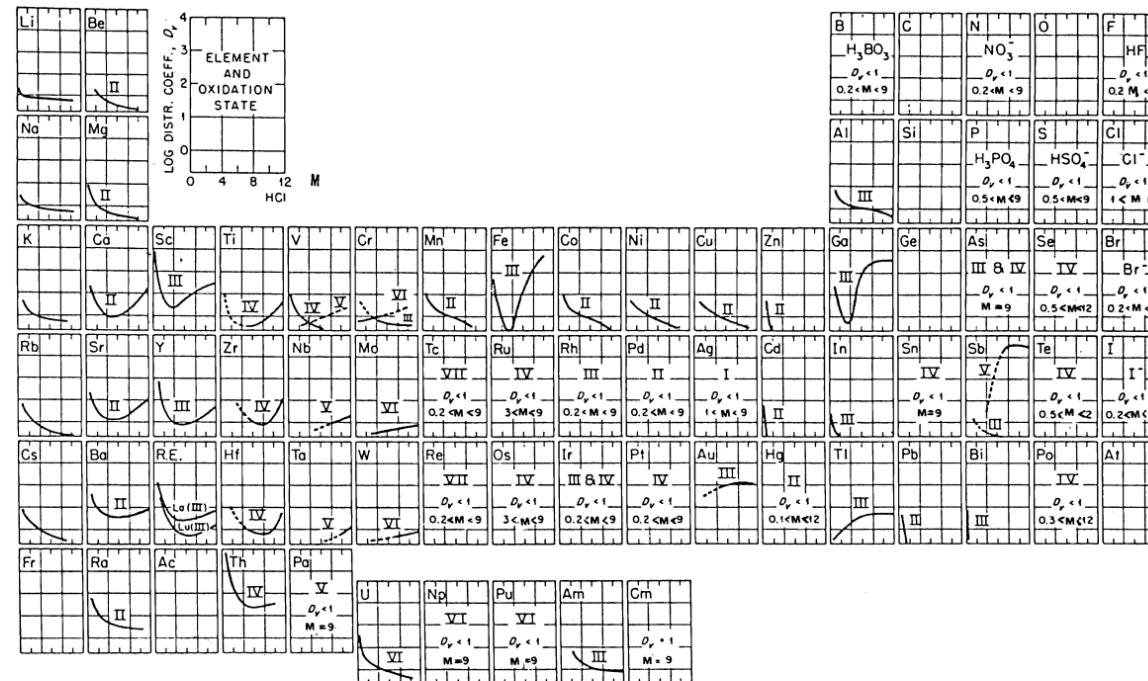 Li
Be
II
LOG DISTR. COEFF., Dv
4
3
2
1
0
ELEMENT
AND
OXIDATION
STATE
0 4 8 12 M
HCl
B
H3BO3
Dv < 1
0.2 < M < 9
C
N
NO3-
Dv < 1
0.2 < M < 9
O
F
HF
Na
Mg
II
Al
III
Si
P
H3PO4
Dv < 1
0.5 < M < 9
S
HSO4-
Dv < 1
0.5 < M < 9
Cl
Cl-
K
Ca
II
Sc
III
Ti
IV
V
IV V
Cr
VI
III
Mn
II
Fe
III
Co
II
Ni
II
Cu
II
Zn
II
Ga
III
Ge
As
III & IV
Dv < 1
M = 9
Se
IV
Dv < 1
0.5 < M < 12
Br
Br-
Rb
Sr
II
Y
III
Zr
IV
Nb
V
Mo
VI
Tc
VII
Dv < 1
0.2 < M < 9
Ru
IV
Dv < 1
3 < M < 9
Rh
III
Dv < 1
0.2 < M < 9
Pd
II
Dv < 1
0.2 < M < 9
Ag
I
Dv < 1
1 < M < 9
Cd
II
In
III
Sn
IV
Dv < 1
M = 9
Sb
V
III
Te
IV
Dv < 1
0.5 < M < 2
I
I-
Cs
Ba
II
R.E.
La (III)
Lu (III)
Hf
IV
Ta
V
W
VI
Re
VII
Dv < 1
0.2 < M < 9
Os
IV
Dv < 1
3 < M < 9
Ir
III & IV
Dv < 1
0.2 < M < 9
Pt
IV
Dv < 1
0.2 < M < 9
Au
III
Hg
II
Dv < 1
0.1 < M < 12
Tl
III
Pb
II
Bi
III
Po
IV
Dv < 1
0.3 < M < 12
At
Fr
Ra
II
Ac
Th
IV
Pa
V
Dv < 1
M = 9
U
VI
Np
VI
Dv < 1
M = 9
Pu
VI
Dv < 1
M = 9
Am
III
Cm
M = 9